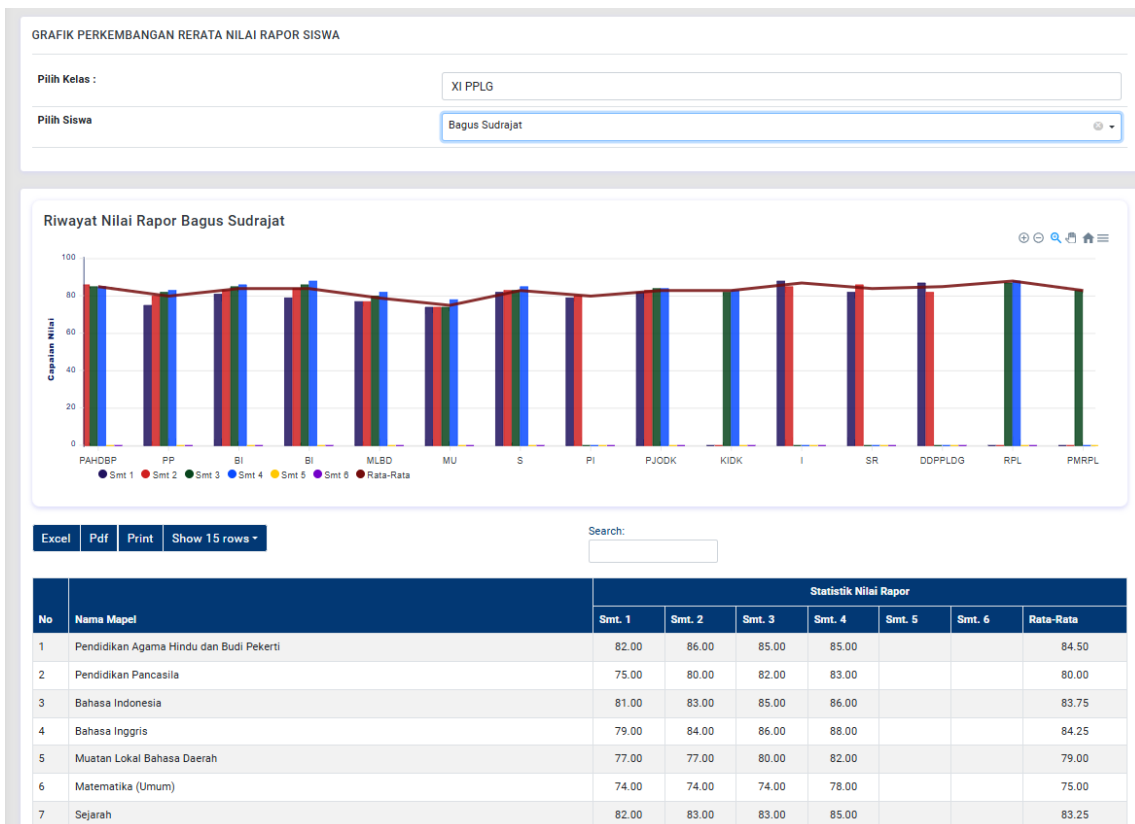 GRAFIK PERKEMBANGAN RERATA NILAI RAPOR SISWA
Pilih Kelas : XI PPLG
Pilih Siswa Bagus Sudrajat
Riwayat Nilai Rapor Bagus Sudrajat
100
80
60
40
20
0
Capaian Nilai
PAHDBP PP BI BI MLBD MU S PI PJODK KIDK I SR DDPPLDG RPL PMRPL
Smt 1 Smt 2 Smt 3 Smt 4 Smt 5 Smt 6 Rata-Rata
Excel Pdf Print Show 15 rows
Search:
Statistik Nilai Rapor
No Nama Mapel Smt. 1 Smt. 2 Smt. 3 Smt. 4 Smt. 5 Smt. 6 Rata-Rata
1 Pendidikan Agama Hindu dan Budi Pekerti 82.00 86.00 85.00 85.00 84.50
2 Pendidikan Pancasila 75.00 80.00 82.00 83.00 80.00
3 Bahasa Indonesia 81.00 83.00 85.00 86.00 83.75
4 Bahasa Inggris 79.00 84.00 86.00 88.00 84.25
5 Muatan Lokal Bahasa Daerah 77.00 77.00 80.00 82.00 79.00
6 Matematika (Umum) 74.00 74.00 74.00 78.00 75.00
7 Sejarah 82.00 83.00 83.00 85.00 83.25